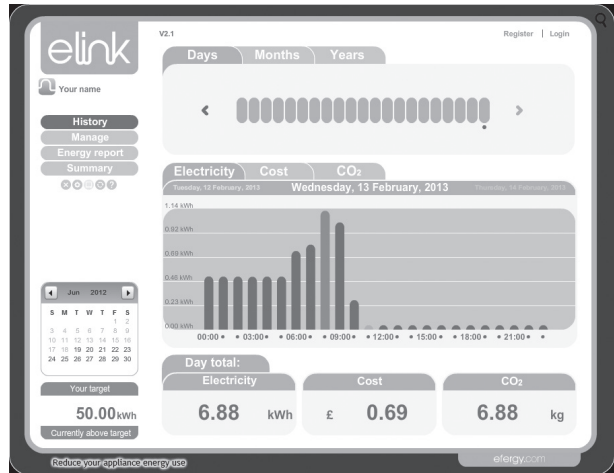 elink
V2.1
Register | Login
Your name
Days Months Years
History
Manage
Energy report
Summary
Electricity Cost CO2
Tuesday, 12 February, 2013 Wednesday, 13 February, 2013 Thursday, 14 February, 2013
1.14 kWh
0.92 kWh
0.69 kWh
0.46 kWh
0.23 kWh
0.00 kWh
00:00 • • 03:00 • • 06:00 • • 09:00 • • 12:00 • • 15:00 • • 18:00 • • 21:00 • •
Jun 2012
S M T W T F S
1 2
3 4 5 6 7 8 9
10 11 12 13 14 15 16
17 18 19 20 21 22 23
24 25 26 27 28 29 30
Your target
50.00 kWh
Currently above target
Day total:
Electricity Cost CO2
6.88 kWh £ 0.69 6.88 kg
Reduce your appliance energy use
efergy.com